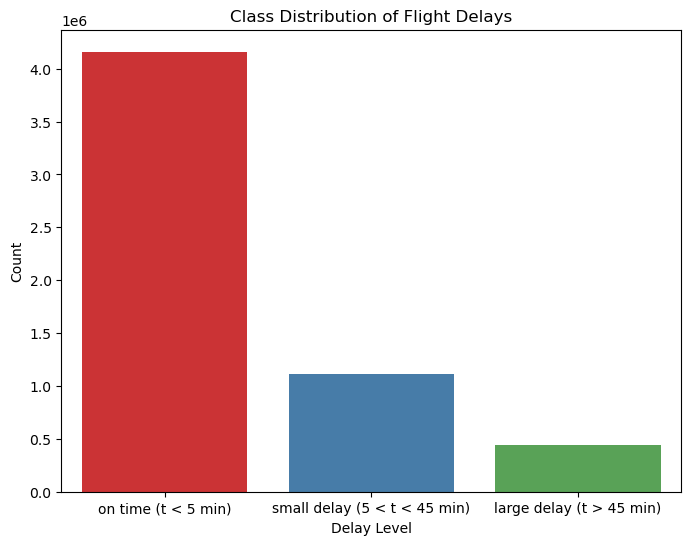 Class Distribution of Flight Delays
1e6
4.0
3.5
3.0
2.5
2.0
1.5
1.0
0.5
0.0
Count
on time (t < 5 min)
small delay (5 < t < 45 min)
large delay (t > 45 min)
Delay Level